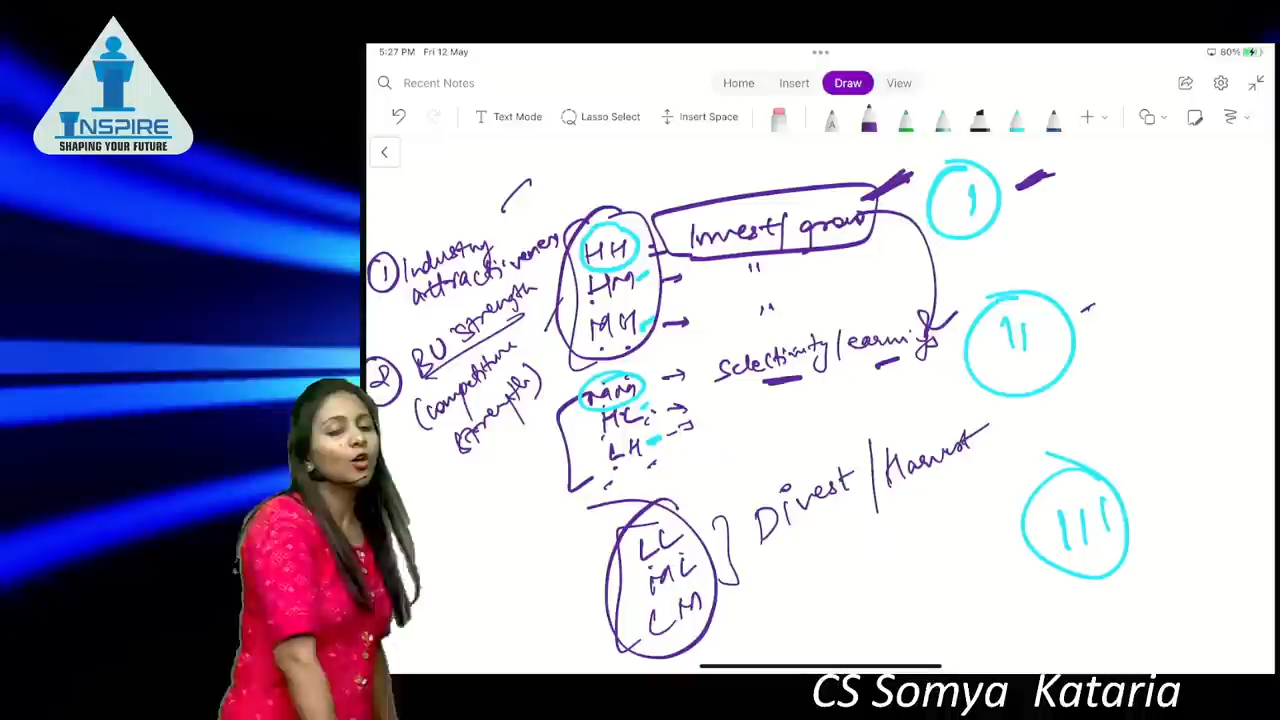 INSPIRE
SHAPING YOUR FUTURE
5:27 PM Fri 12 May
80%
Recent Notes
Home Insert Draw View
Text Mode Lasso Select Insert Space
① Industry attractiveness
② BU Strength
(competitive strength)
HH Invest/grow I
HM → "
MH → "
MM → Selectivity/earnings II
HL →
LH →
LL
ML
LM
Divest/Harvest III
CS Somya Kataria